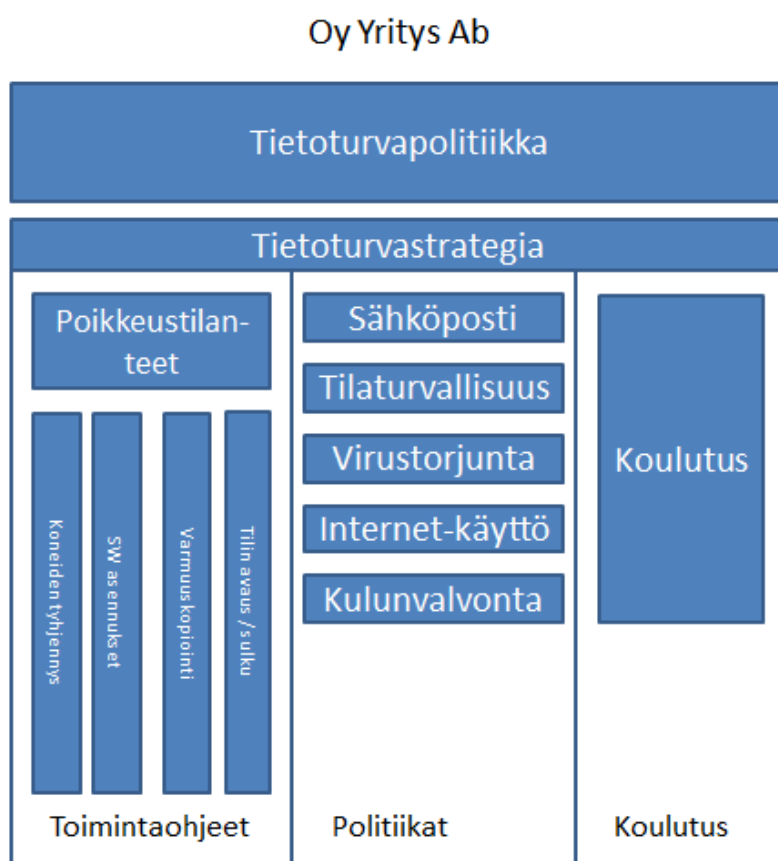 Oy Yritys Ab
Tietoturvapolitiikka
Tietoturvastrategia
Poikkeustilan-
teet
Koneiden tyhjennys
SW asennukset
Varmuuskopiointi
Tilin avaus / sulku
Toimintaohjeet
Sähköposti
Tilaturvallisuus
Virustorjunta
Internet-käyttö
Kulunvalvonta
Politiikat
Koulutus
Koulutus